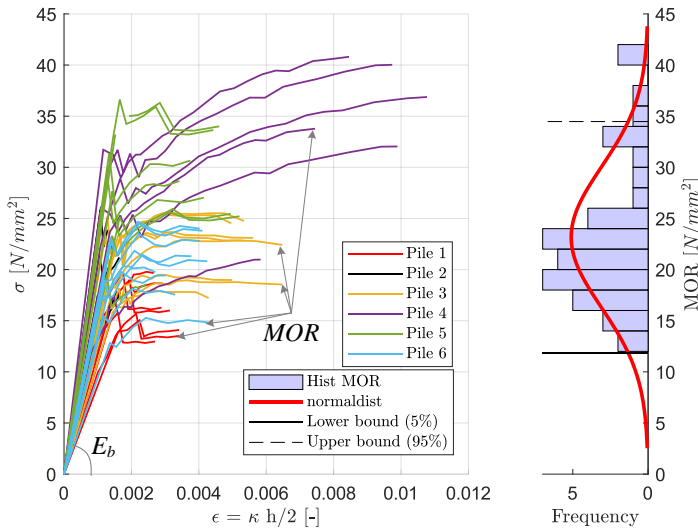 45
40
35
30
25
20
15
10
5
0
σ [N/mm²]
0
0.002
0.004
0.006
0.008
0.01
0.012
ϵ = κ h/2 [-]
E_b
MOR
Pile 1
Pile 2
Pile 3
Pile 4
Pile 5
Pile 6
Hist MOR
normaldist
Lower bound (5%)
Upper bound (95%)
45
40
35
30
25
20
15
10
5
0
MOR [N/mm²]
5
0
Frequency